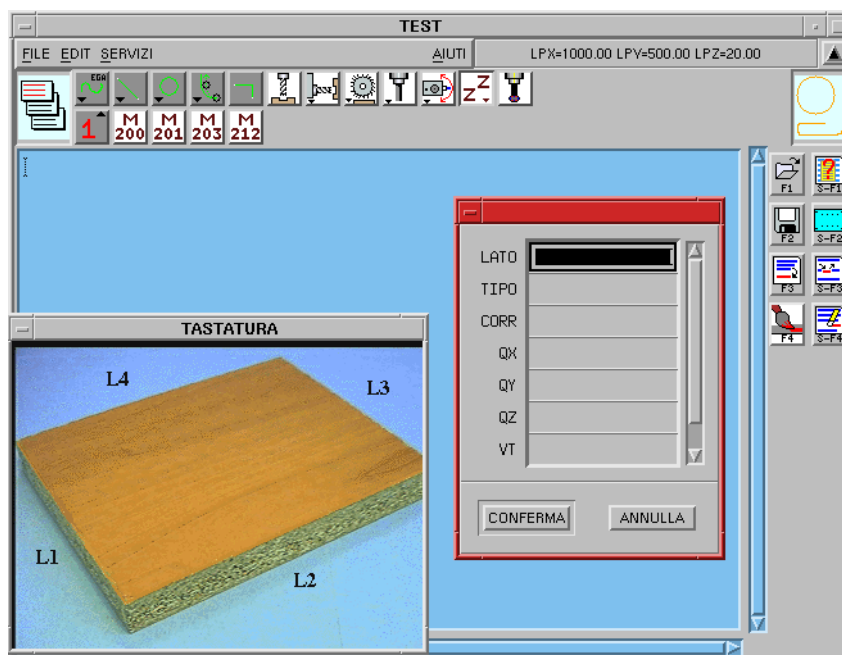 TEST
FILE EDIT SERVIZI AIUTI LPX=1000.00 LPV=500.00 LPZ=20.00
EGA
Z Z
1 M 200 M 201 M 203 M 212
F1 S-F1
F2 S-F2
F3 S-F3
F4 S-F4
LATO
TIPO
CORR
QX
QY
QZ
VT
CONFERMA ANNULLA
TASTATURA
L4
L3
L1
L2